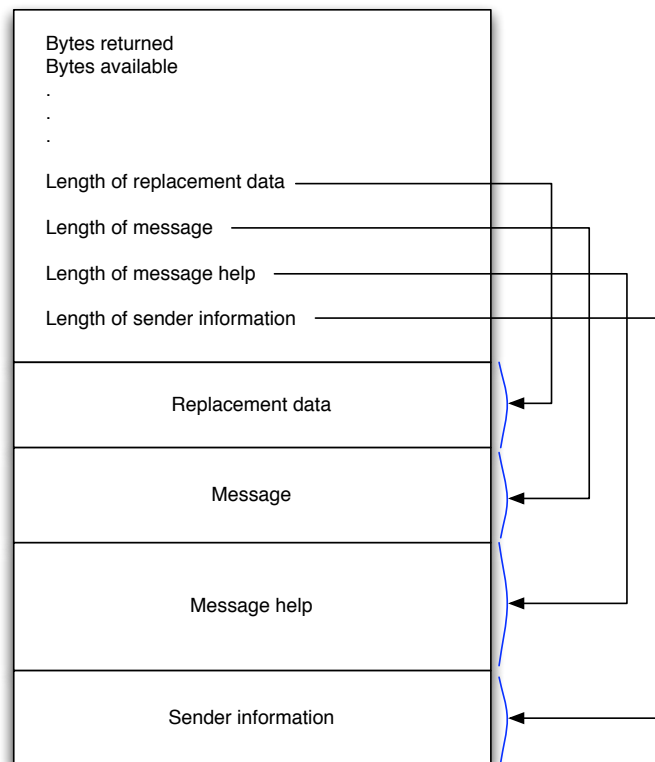 Bytes returned
Bytes available
.
.
.
Length of replacement data
Length of message
Length of message help
Length of sender information
Replacement data
Message
Message help
Sender information